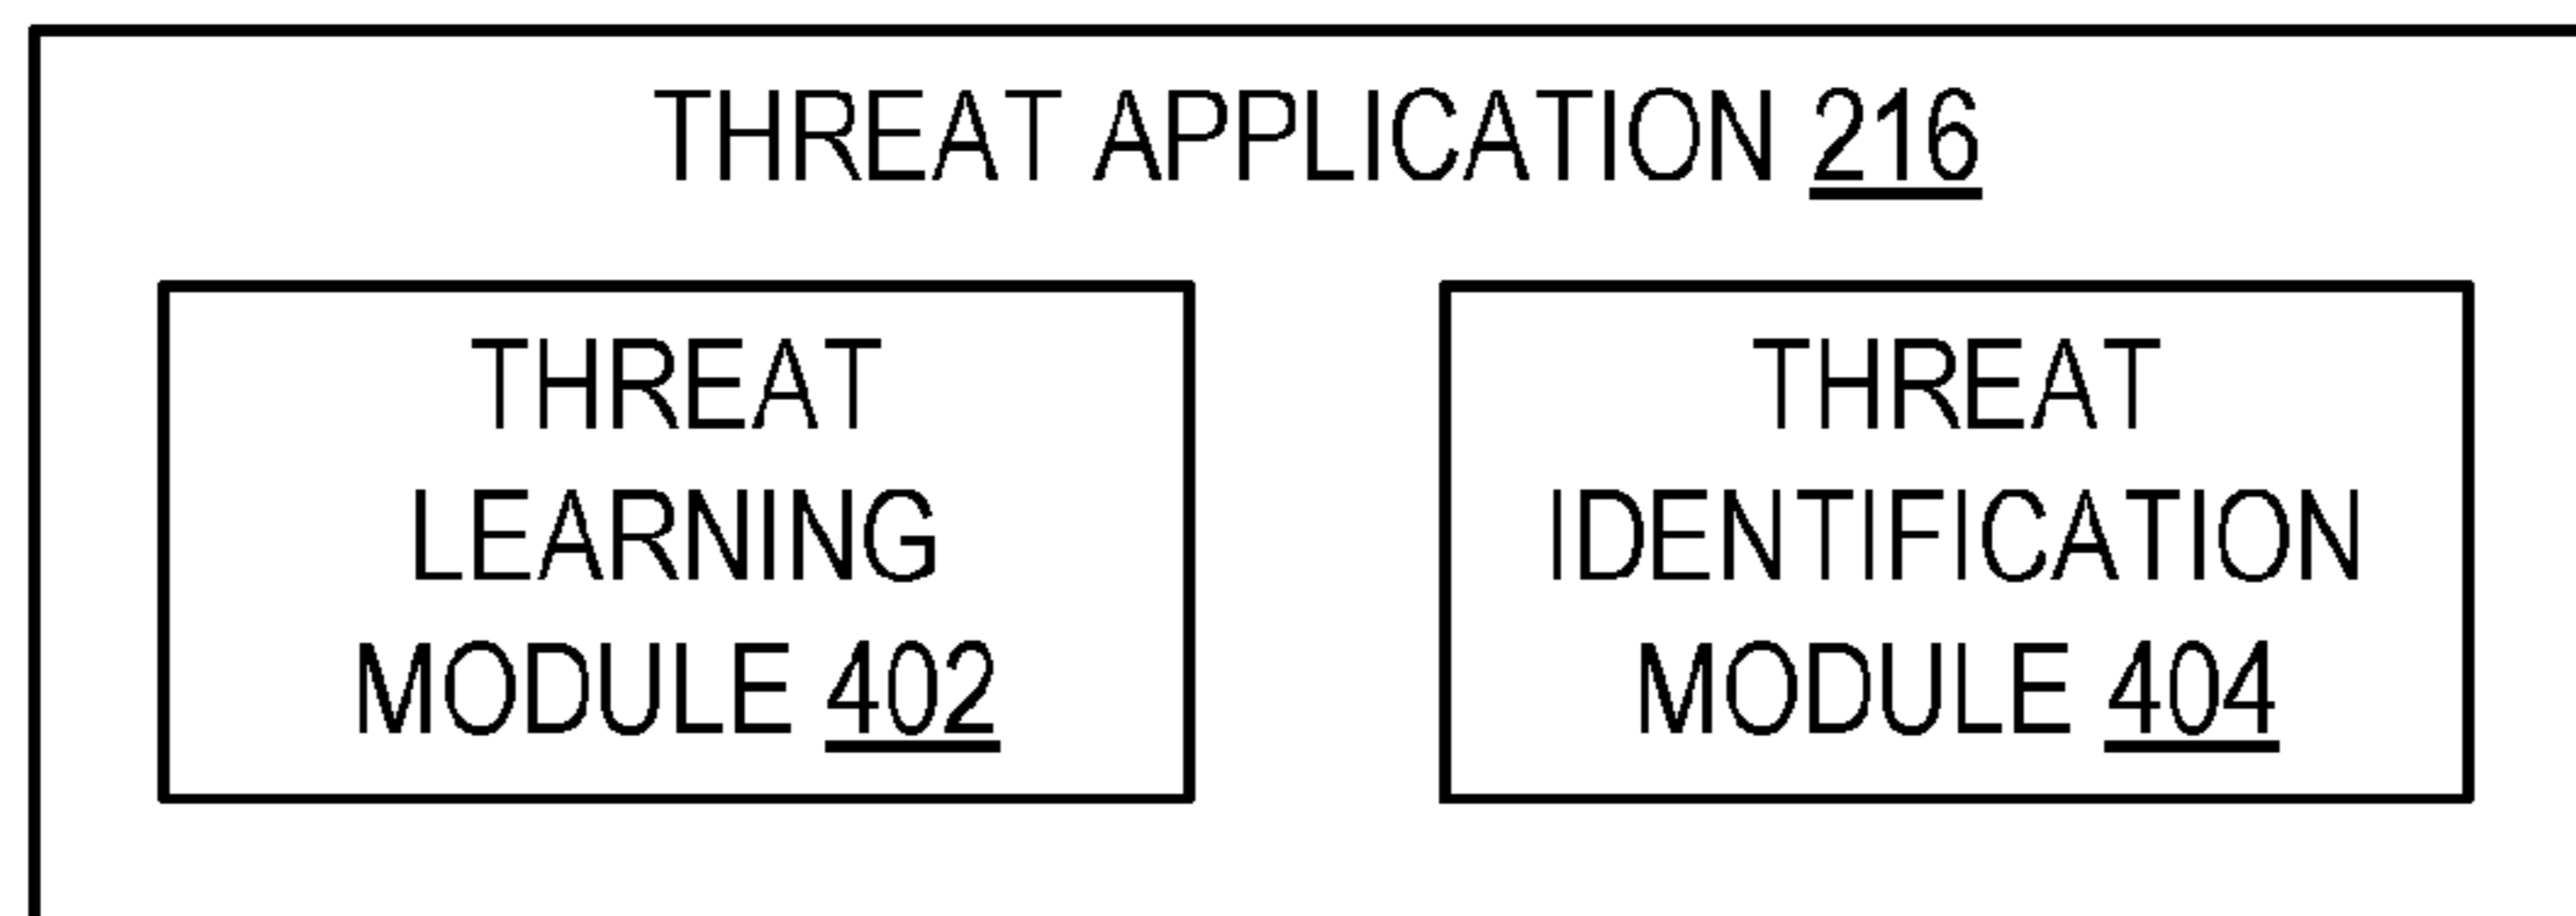 THREAT APPLICATION 216
THREAT
LEARNING
MODULE 402
THREAT
IDENTIFICATION
MODULE 404